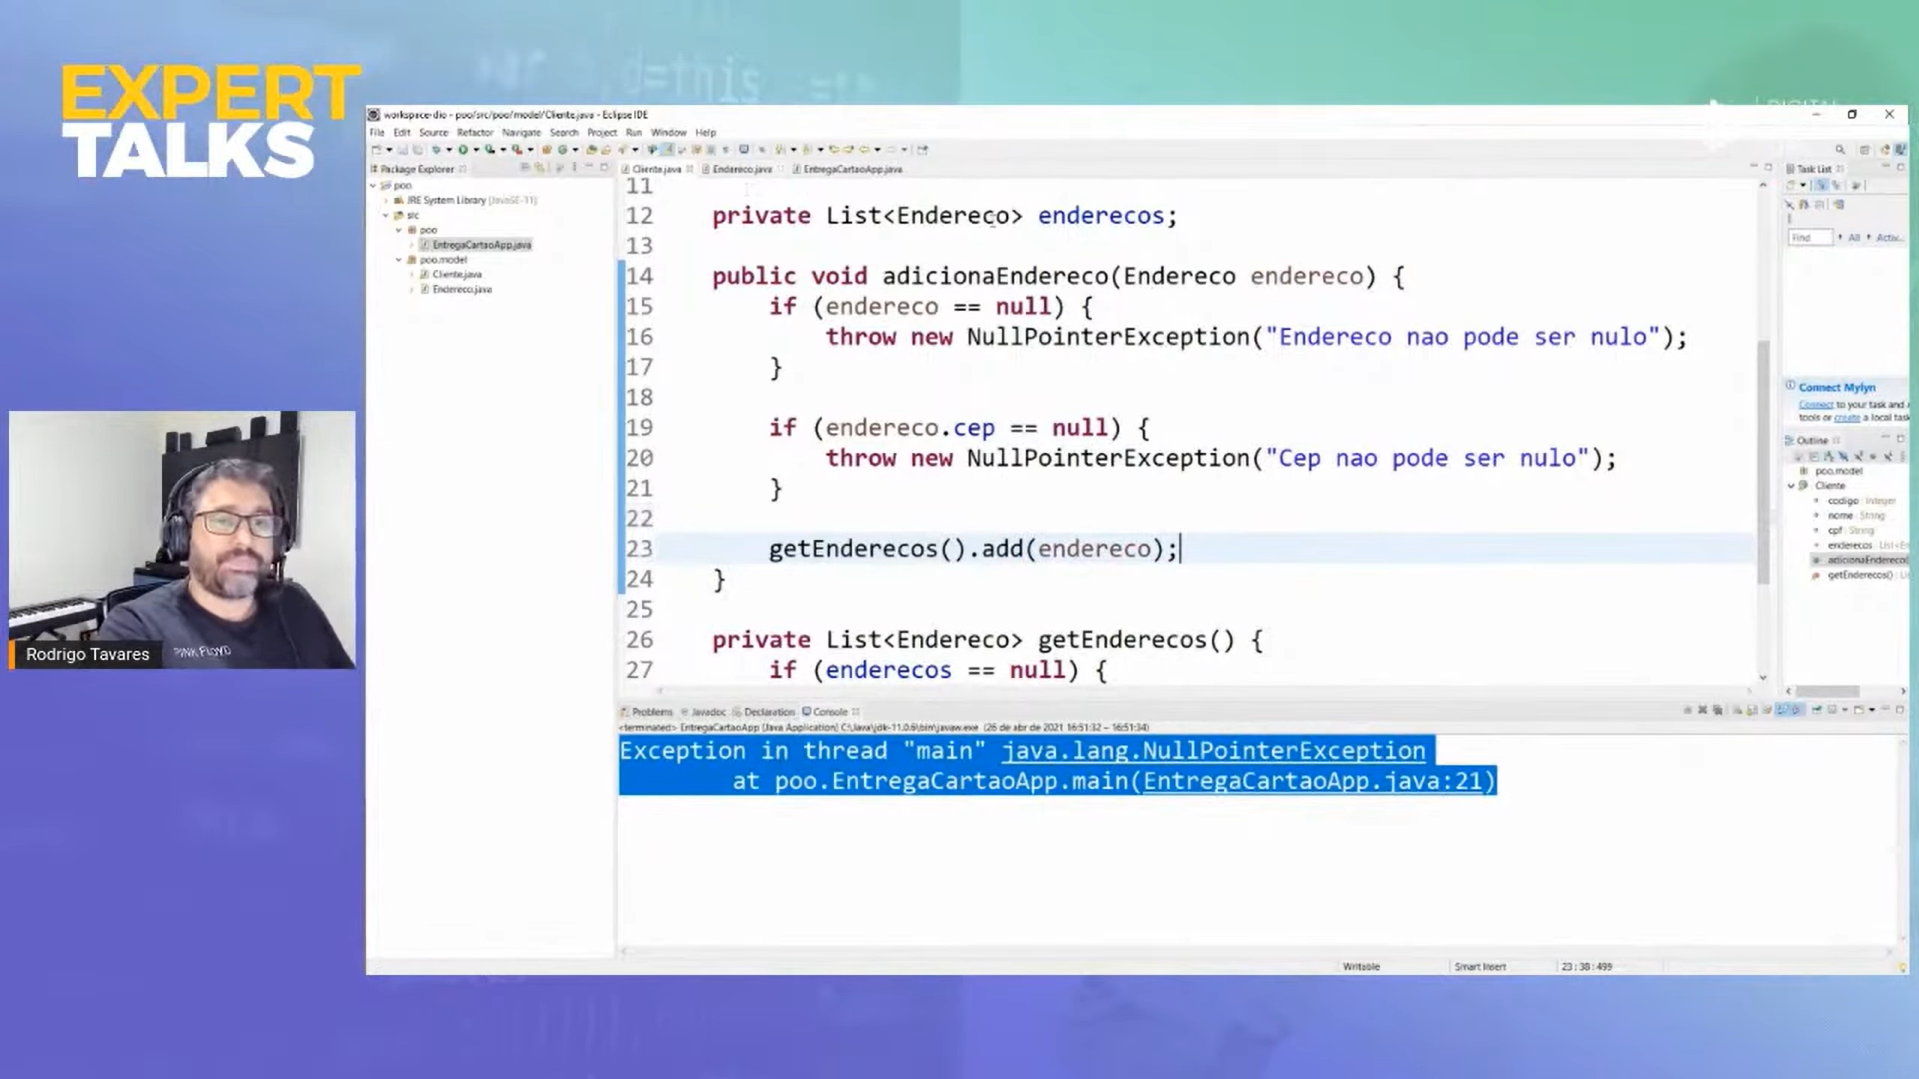 EXPERT
TALKS
workspace-dio - poo/src/poo/model/Cliente.java - Eclipse IDE
File Edit Source Refactor Navigate Search Project Run Window Help
Package Explorer
poo
JRE System Library [JavaSE-11]
src
poo
EntregaCartaoApp.java
poo.model
Cliente.java
Endereco.java
Cliente.java Endereco.java EntregaCartaoApp.java
11
12 private List<Endereco> enderecos;
13
14 public void adicionaEndereco(Endereco endereco) {
15 if (endereco == null) {
16 throw new NullPointerException("Endereco nao pode ser nulo");
17 }
18
19 if (endereco.cep == null) {
20 throw new NullPointerException("Cep nao pode ser nulo");
21 }
22
23 getEnderecos().add(endereco);
24 }
25
26 private List<Endereco> getEnderecos() {
27 if (enderecos == null) {
Task List
Find All Activ...
Connect Mylyn
Connect to your task and
tools or create a local task
Outline
poo.model
Cliente
codigo : Integer
nome : String
cpf : String
enderecos : List<En
adicionaEndereco(
getEnderecos() : Li
Problems Javadoc Declaration Console
<terminated> EntregaCartaoApp [Java Application] C:\Java\jdk-11.0.6\bin\javaw.exe (26 de abr de 2021 16:51:32 – 16:51:34)
Exception in thread "main" java.lang.NullPointerException
at poo.EntregaCartaoApp.main(EntregaCartaoApp.java:21)
Writable Smart Insert 23 : 38 : 499
PINK FLOYD
Rodrigo Tavares